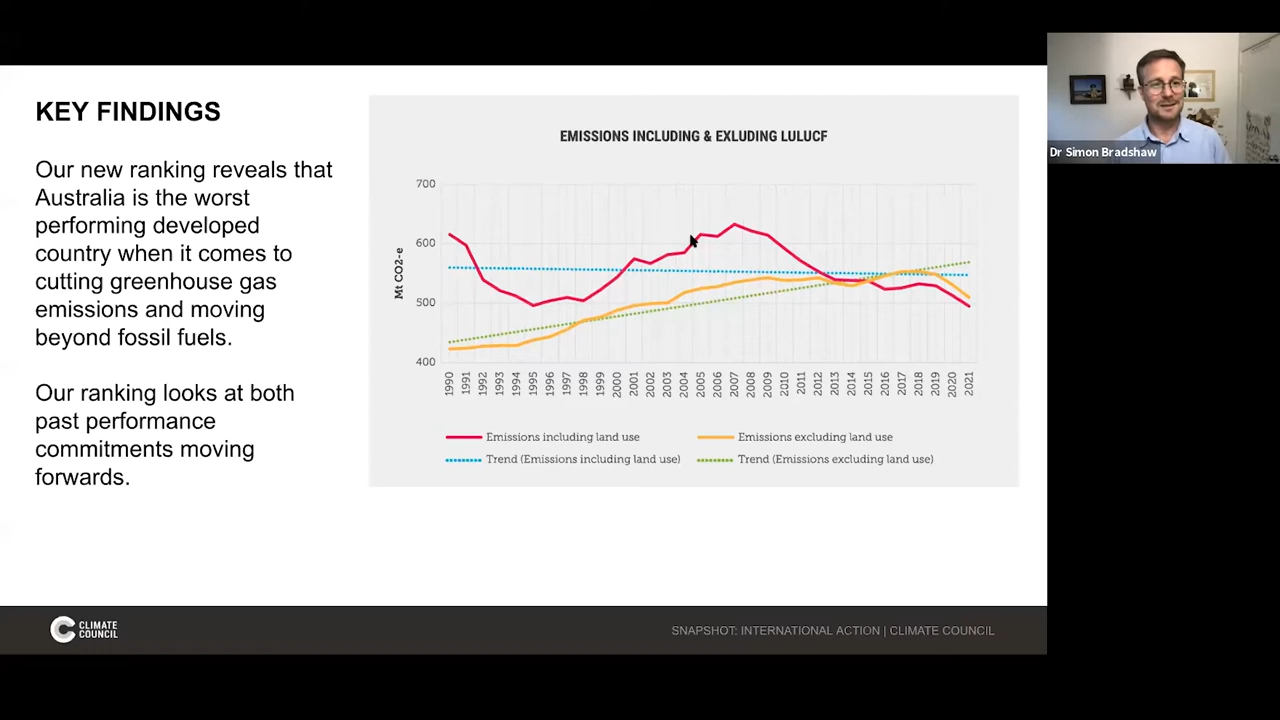 KEY FINDINGS
Our new ranking reveals that
Australia is the worst
performing developed
country when it comes to
cutting greenhouse gas
emissions and moving
beyond fossil fuels.
Our ranking looks at both
past performance
commitments moving
forwards.
EMISSIONS INCLUDING & EXLUDING LULUCF
Mt CO2-e
700
600
500
400
1990 1991 1992 1993 1994 1995 1996 1997 1998 1999 2000 2001 2002 2003 2004 2005 2006 2007 2008 2009 2010 2011 2012 2013 2014 2015 2016 2017 2018 2019 2020 2021
Emissions including land use
Emissions excluding land use
Trend (Emissions including land use)
Trend (Emissions excluding land use)
Dr Simon Bradshaw
CLIMATE
COUNCIL
SNAPSHOT: INTERNATIONAL ACTION | CLIMATE COUNCIL